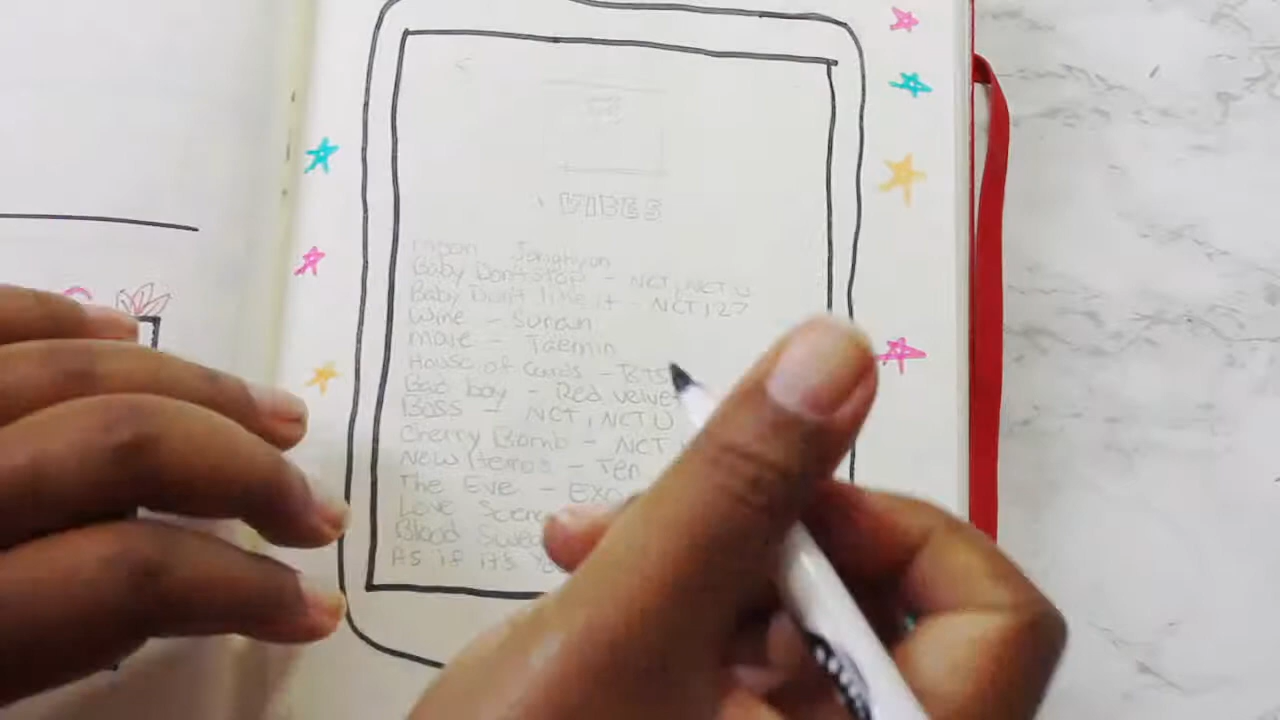 VIBES
Jonghyun
Baby Don't Stop - NCT, NCT U
Baby Don't like it - NCT 127
Wine - Suran
Move - Taemin
House of Cards - BTS
Bad boy - Red velvet
Boss - NCT, NCT U
Cherry Bomb - NCT
New Heroes - Ten
The Eve - EXO
Love
Blood
As if it's